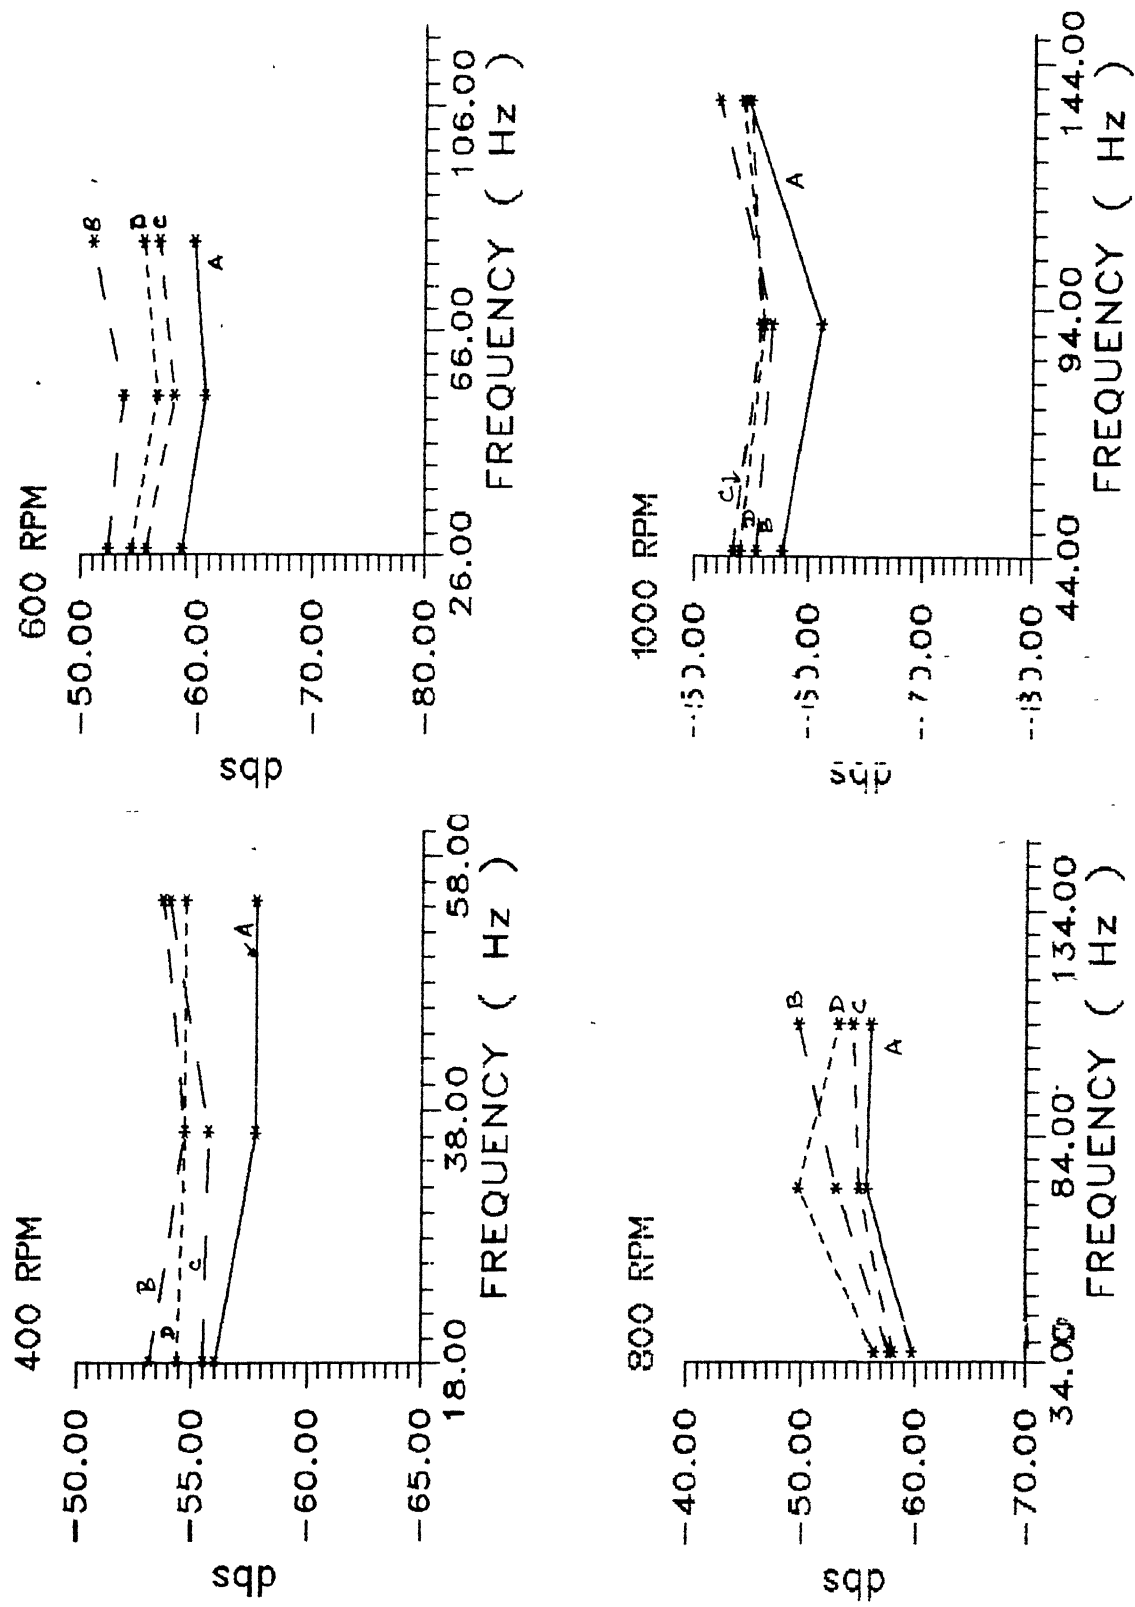 400 RPM
-50.00
-55.00
-60.00
-65.00
dbs
B
D
C
A
18.00
38.00
58.00
FREQUENCY ( Hz )
600 RPM
-50.00
-60.00
-70.00
-80.00
dbs
B
D
C
A
26.00
66.00
106.00
FREQUENCY ( Hz )
800 RPM
-40.00
-50.00
-60.00
-70.00
dbs
B
D
C
A
34.00
84.00
134.00
FREQUENCY ( Hz )
1000 RPM
dbs
C
D
B
A
44.00
94.00
144.00
FREQUENCY ( Hz )